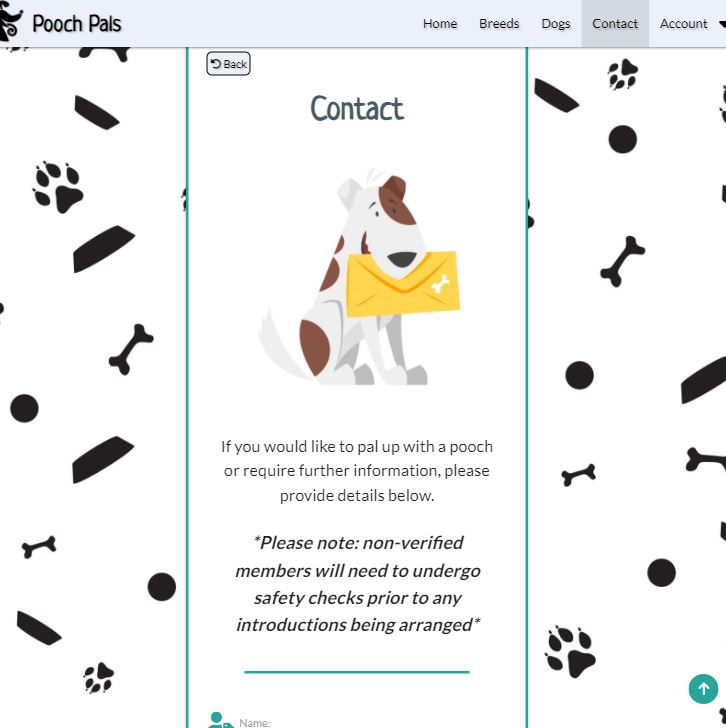 Pooch Pals
Home Breeds Dogs Contact Account
Back
Contact
If you would like to pal up with a pooch
or require further information, please
provide details below.
*Please note: non-verified
members will need to undergo
safety checks prior to any
introductions being arranged*
Name: